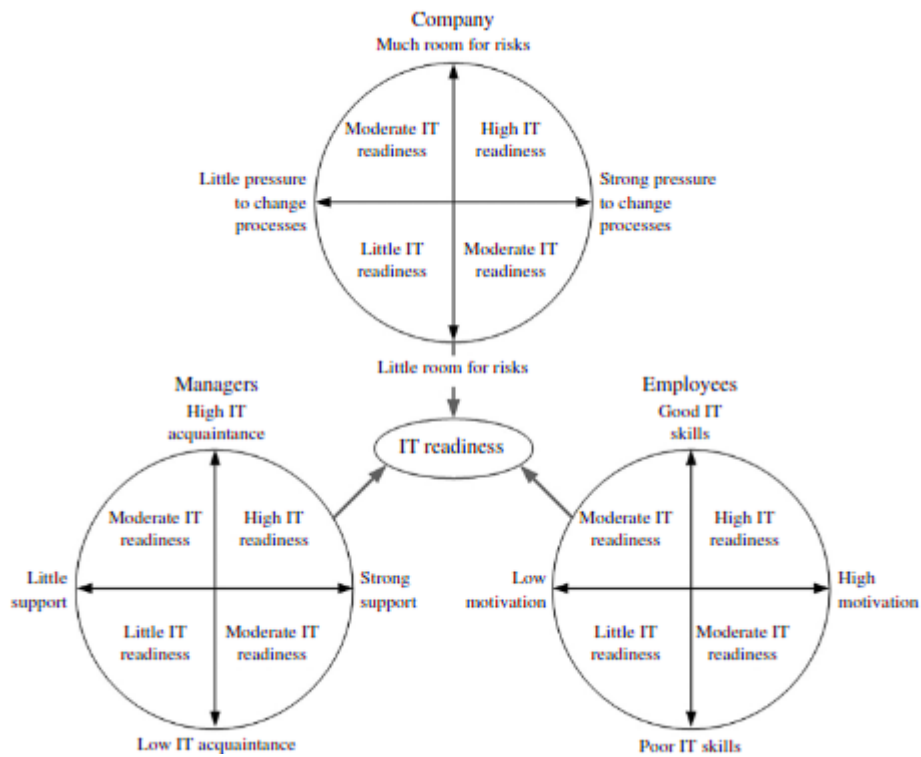 Company
Much room for risks
Moderate IT
readiness
High IT
readiness
Little pressure
to change
processes
Strong pressure
to change
processes
Little IT
readiness
Moderate IT
readiness
Little room for risks
IT readiness
Managers
High IT
acquaintance
Moderate IT
readiness
High IT
readiness
Little
support
Strong
support
Little IT
readiness
Moderate IT
readiness
Low IT acquaintance
Employees
Good IT
skills
Moderate IT
readiness
High IT
readiness
Low
motivation
High
motivation
Little IT
readiness
Moderate IT
readiness
Poor IT skills